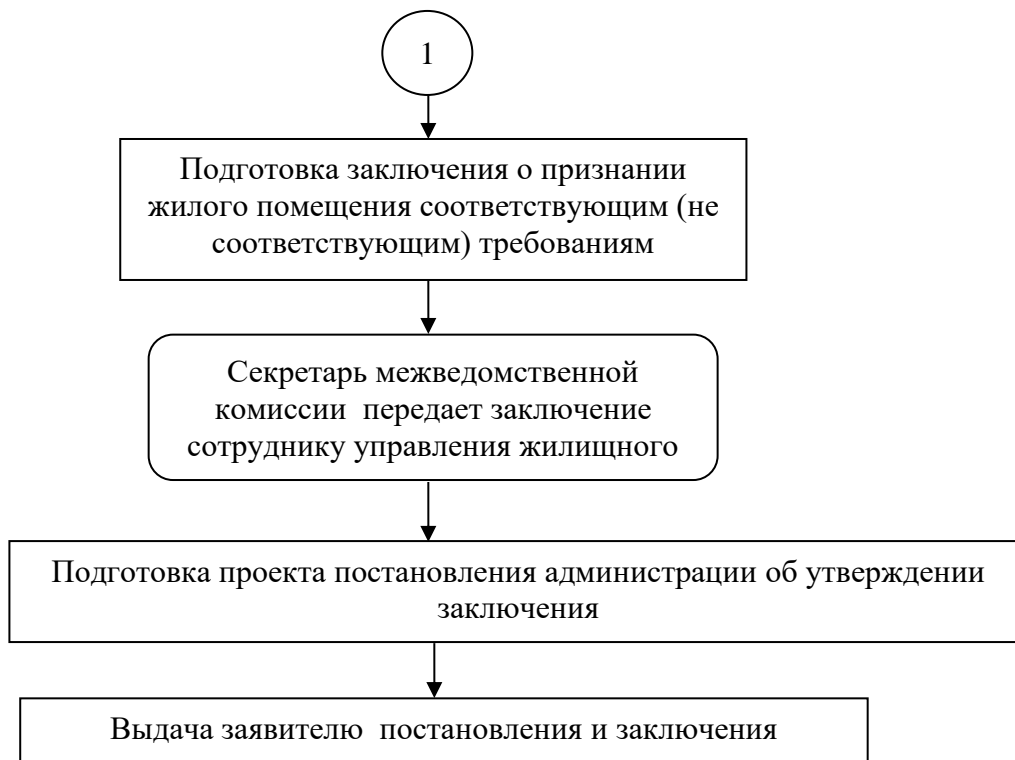 1
Подготовка заключения о признании
жилого помещения соответствующим (не
соответствующим) требованиям
Секретарь межведомственной
комиссии передает заключение
сотруднику управления жилищного
Подготовка проекта постановления администрации об утверждении
заключения
Выдача заявителю постановления и заключения